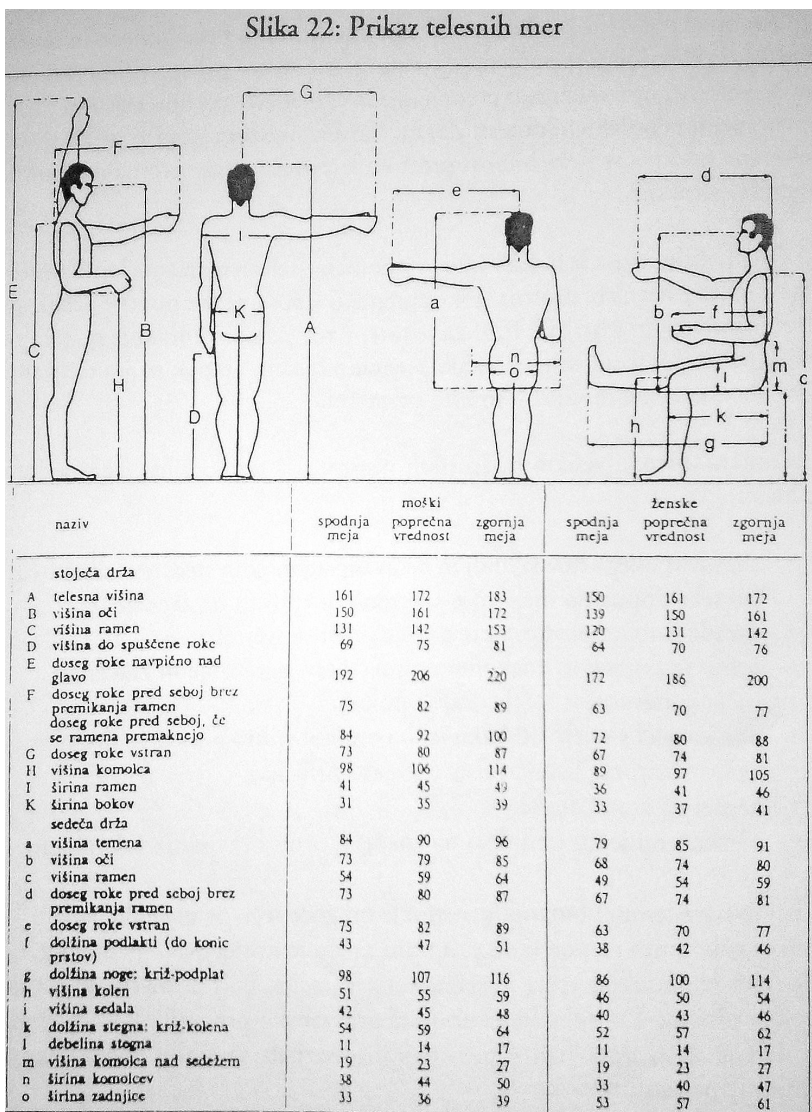 Slika 22: Prikaz telesnih mer
G
F
d
e
I
E
a
b
f
K
A
B
C
n
m
o
l
c
H
D
h
k
i
g
moški ženske
naziv spodnja meja poprečna vrednost zgornja meja spodnja meja poprečna vrednost zgornja meja
stoječa drža
A telesna višina 161 172 183 150 161 172
B višina oči 150 161 172 139 150 161
C višina ramen 131 142 153 120 131 142
D višina do spuščene roke 69 75 81 64 70 76
E doseg roke navpično nad
glavo 192 206 220 172 186 200
F doseg roke pred seboj brez
premikanja ramen 75 82 89 63 70 77
doseg roke pred seboj, če
se ramena premaknejo 84 92 100 72 80 88
G doseg roke vstran 73 80 87 67 74 81
H višina komolca 98 106 114 89 97 105
I širina ramen 41 45 49 36 41 46
K širina bokov 31 35 39 33 37 41
sedeča drža
a višina temena 84 90 96 79 85 91
b višina oči 73 79 85 68 74 80
c višina ramen 54 59 64 49 54 59
d doseg roke pred seboj brez 73 80 87 67 74 81
premikanja ramen
e doseg roke vstran 75 82 89 63 70 77
f dolžina podlakti (do konic 43 47 51 38 42 46
prstov)
g dolžina noge: križ-podplat 98 107 116 86 100 114
h višina kolen 51 55 59 46 50 54
i višina sedala 42 45 48 40 43 46
k dolžina stegna: križ-kolena 54 59 64 52 57 62
l debelina stegna 11 14 17 11 14 17
m višina komolca nad sedežem 19 23 27 19 23 27
n širina komolcev 38 44 50 33 40 47
o širina zadnjice 33 36 39 53 57 61